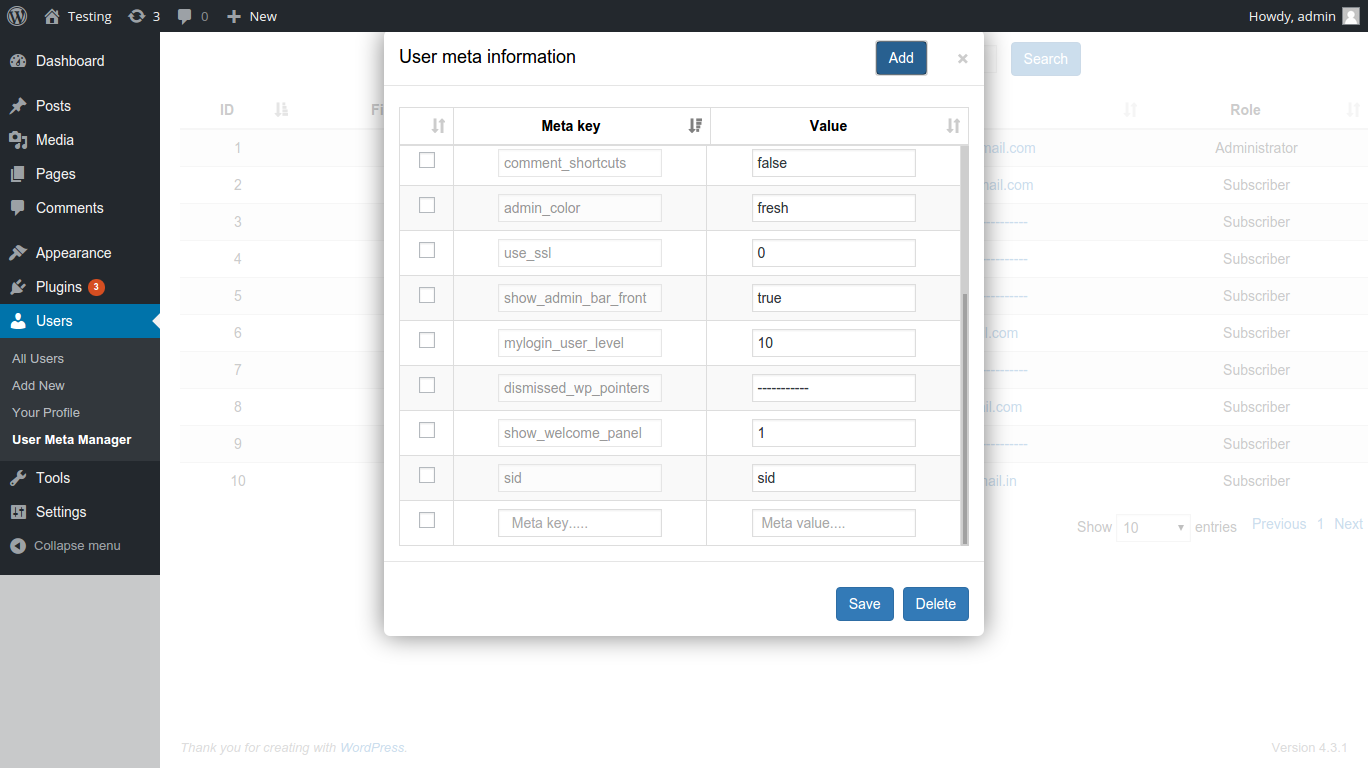 Testing 3 0 New Howdy, admin
Dashboard
Posts
Media
Pages
Comments
Appearance
Plugins 3
Users
All Users
Add New
Your Profile
User Meta Manager
Tools
Settings
Collapse menu
User meta information Add ×
Meta key Value
comment_shortcuts false
admin_color fresh
use_ssl 0
show_admin_bar_front true
mylogin_user_level 10
dismissed_wp_pointers -----------
show_welcome_panel 1
sid sid
Meta key..... Meta value....
Save Delete
Search
ID Fi Role
1 mail.com Administrator
2 mail.com Subscriber
3 Subscriber
4 Subscriber
5 Subscriber
6 l.com Subscriber
7 Subscriber
8 il.com Subscriber
9 Subscriber
10 ail.in Subscriber
Show 10 entries Previous 1 Next
Thank you for creating with WordPress. Version 4.3.1